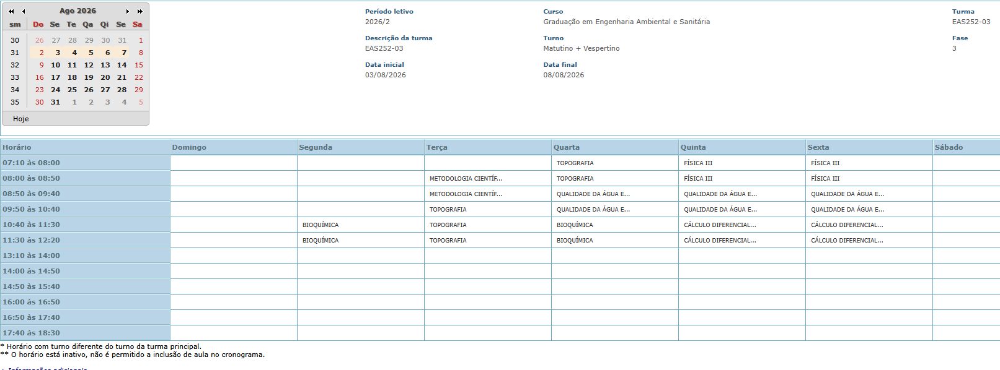 Ago 2026
sm Do Se Te Qa Qi Se Sa
30 26 27 28 29 30 31 1
31 2 3 4 5 6 7 8
32 9 10 11 12 13 14 15
33 16 17 18 19 20 21 22
34 23 24 25 26 27 28 29
35 30 31 1 2 3 4 5
Hoje
Período letivo
2026/2
Descrição da turma
EAS252-03
Data inicial
03/08/2026
Curso
Graduação em Engenharia Ambiental e Sanitária
Turno
Matutino + Vespertino
Data final
08/08/2026
Turma
EAS252-03
Fase
3
Horário Domingo Segunda Terça Quarta Quinta Sexta Sábado
07:10 às 08:00 TOPOGRAFIA FÍSICA III FÍSICA III
08:00 às 08:50 METODOLOGIA CIENTÍF... TOPOGRAFIA FÍSICA III FÍSICA III
08:50 às 09:40 METODOLOGIA CIENTÍF... QUALIDADE DA ÁGUA E... QUALIDADE DA ÁGUA E... QUALIDADE DA ÁGUA E...
09:50 às 10:40 TOPOGRAFIA QUALIDADE DA ÁGUA E... QUALIDADE DA ÁGUA E... QUALIDADE DA ÁGUA E...
10:40 às 11:30 BIOQUÍMICA TOPOGRAFIA BIOQUÍMICA CÁLCULO DIFERENCIAL... CÁLCULO DIFERENCIAL...
11:30 às 12:20 BIOQUÍMICA TOPOGRAFIA BIOQUÍMICA CÁLCULO DIFERENCIAL... CÁLCULO DIFERENCIAL...
13:10 às 14:00
14:00 às 14:50
14:50 às 15:40
16:00 às 16:50
16:50 às 17:40
17:40 às 18:30
* Horário com turno diferente do turno da turma principal.
** O horário está inativo, não é permitido a inclusão de aula no cronograma.
+ Informações adicionais